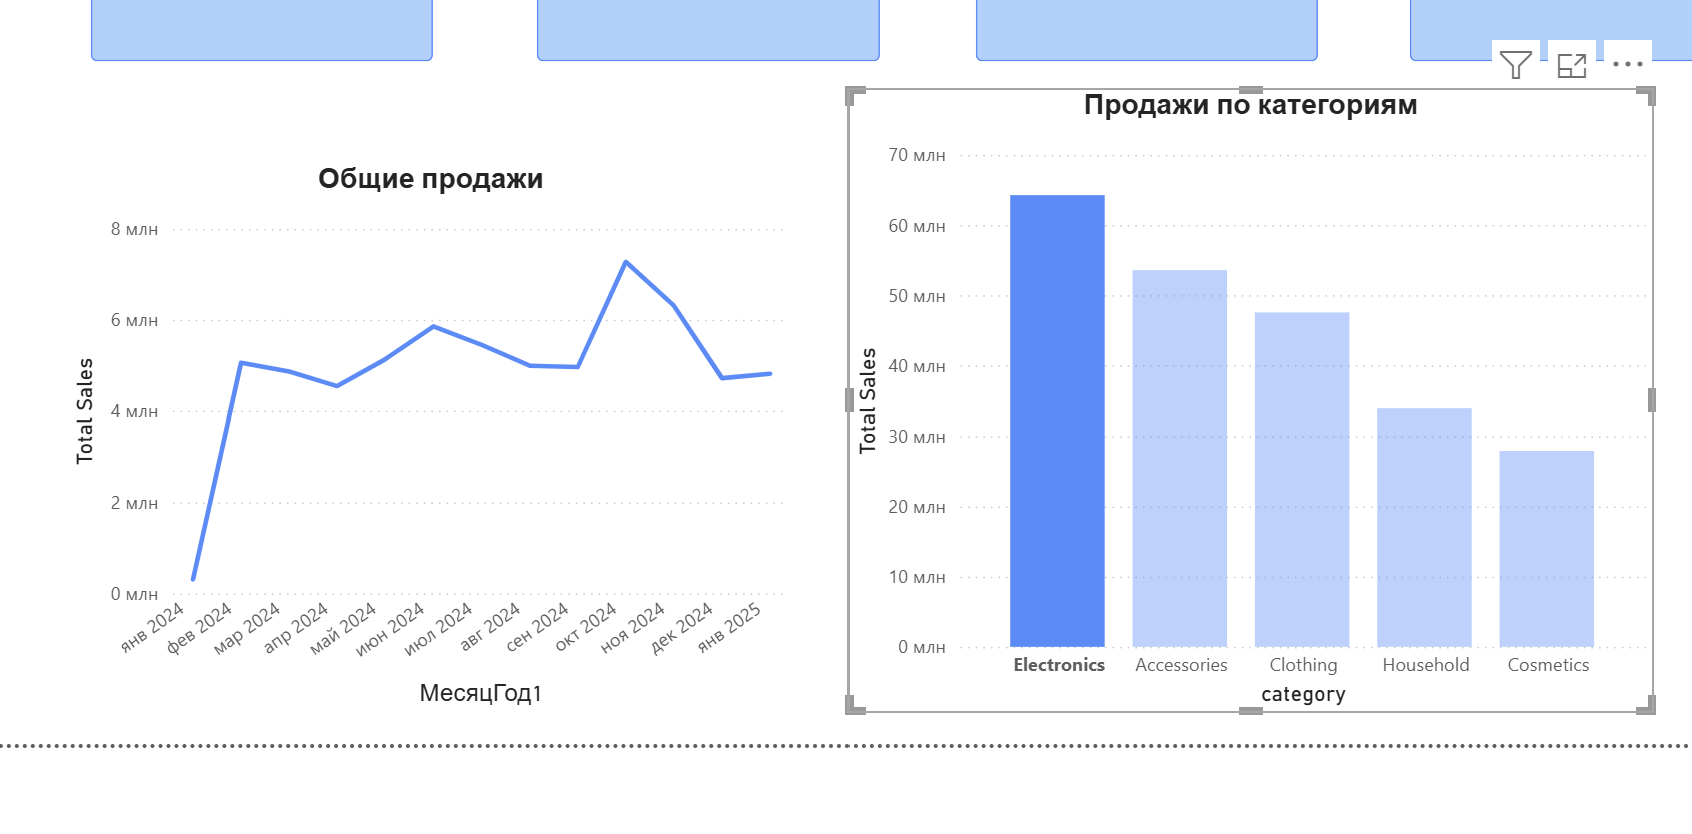 Общие продажи
8 млн
6 млн
4 млн
2 млн
0 млн
Total Sales
янв 2024
фев 2024
мар 2024
апр 2024
май 2024
июн 2024
июл 2024
авг 2024
сен 2024
окт 2024
ноя 2024
дек 2024
янв 2025
МесяцГод1
Продажи по категориям
70 млн
60 млн
50 млн
40 млн
30 млн
20 млн
10 млн
0 млн
Total Sales
Electronics
Accessories
Clothing
Household
Cosmetics
category